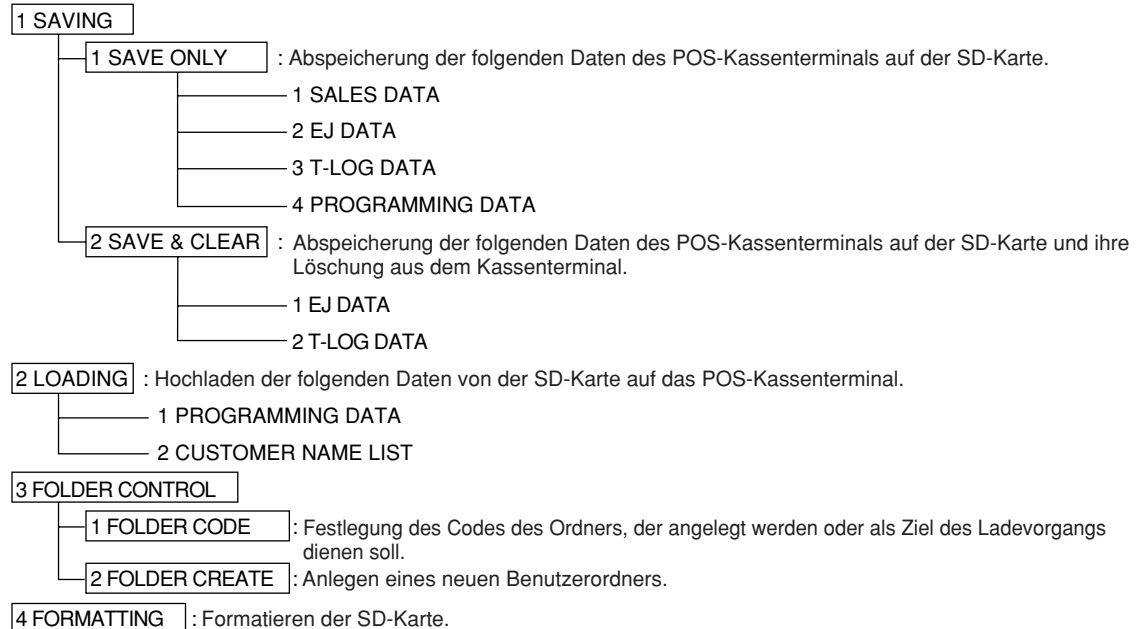 1 SAVING
1 SAVE ONLY : Abspeicherung der folgenden Daten des POS-Kassenterminals auf der SD-Karte.
1 SALES DATA
2 EJ DATA
3 T-LOG DATA
4 PROGRAMMING DATA
2 SAVE & CLEAR : Abspeicherung der folgenden Daten des POS-Kassenterminals auf der SD-Karte und ihre
Löschung aus dem Kassenterminal.
1 EJ DATA
2 T-LOG DATA
2 LOADING : Hochladen der folgenden Daten von der SD-Karte auf das POS-Kassenterminal.
1 PROGRAMMING DATA
2 CUSTOMER NAME LIST
3 FOLDER CONTROL
1 FOLDER CODE : Festlegung des Codes des Ordners, der angelegt werden oder als Ziel des Ladevorgangs
dienen soll.
2 FOLDER CREATE : Anlegen eines neuen Benutzerordners.
4 FORMATTING : Formatieren der SD-Karte.